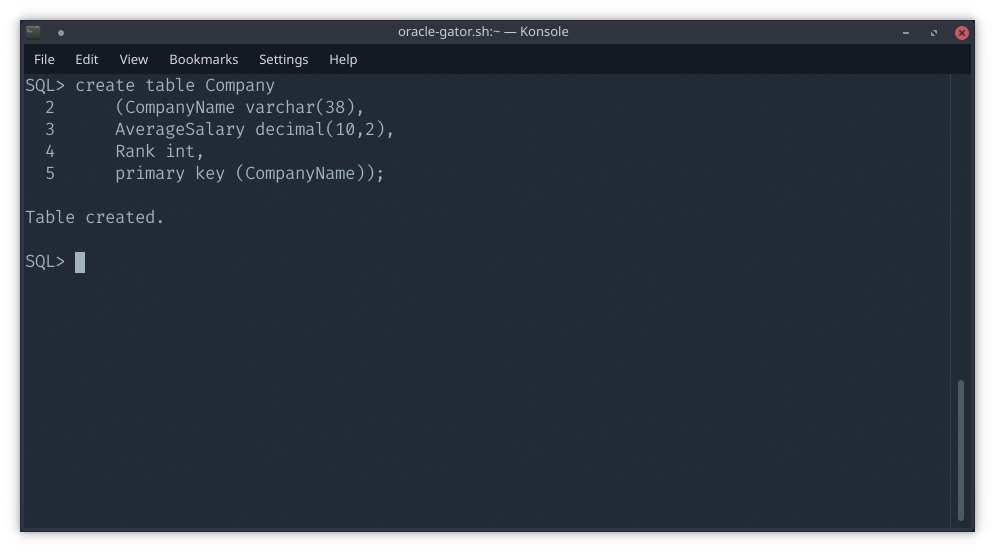 oracle-gator.sh:~ — Konsole
File Edit View Bookmarks Settings Help
SQL> create table Company
2 (CompanyName varchar(38),
3 AverageSalary decimal(10,2),
4 Rank int,
5 primary key (CompanyName));
Table created.
SQL>